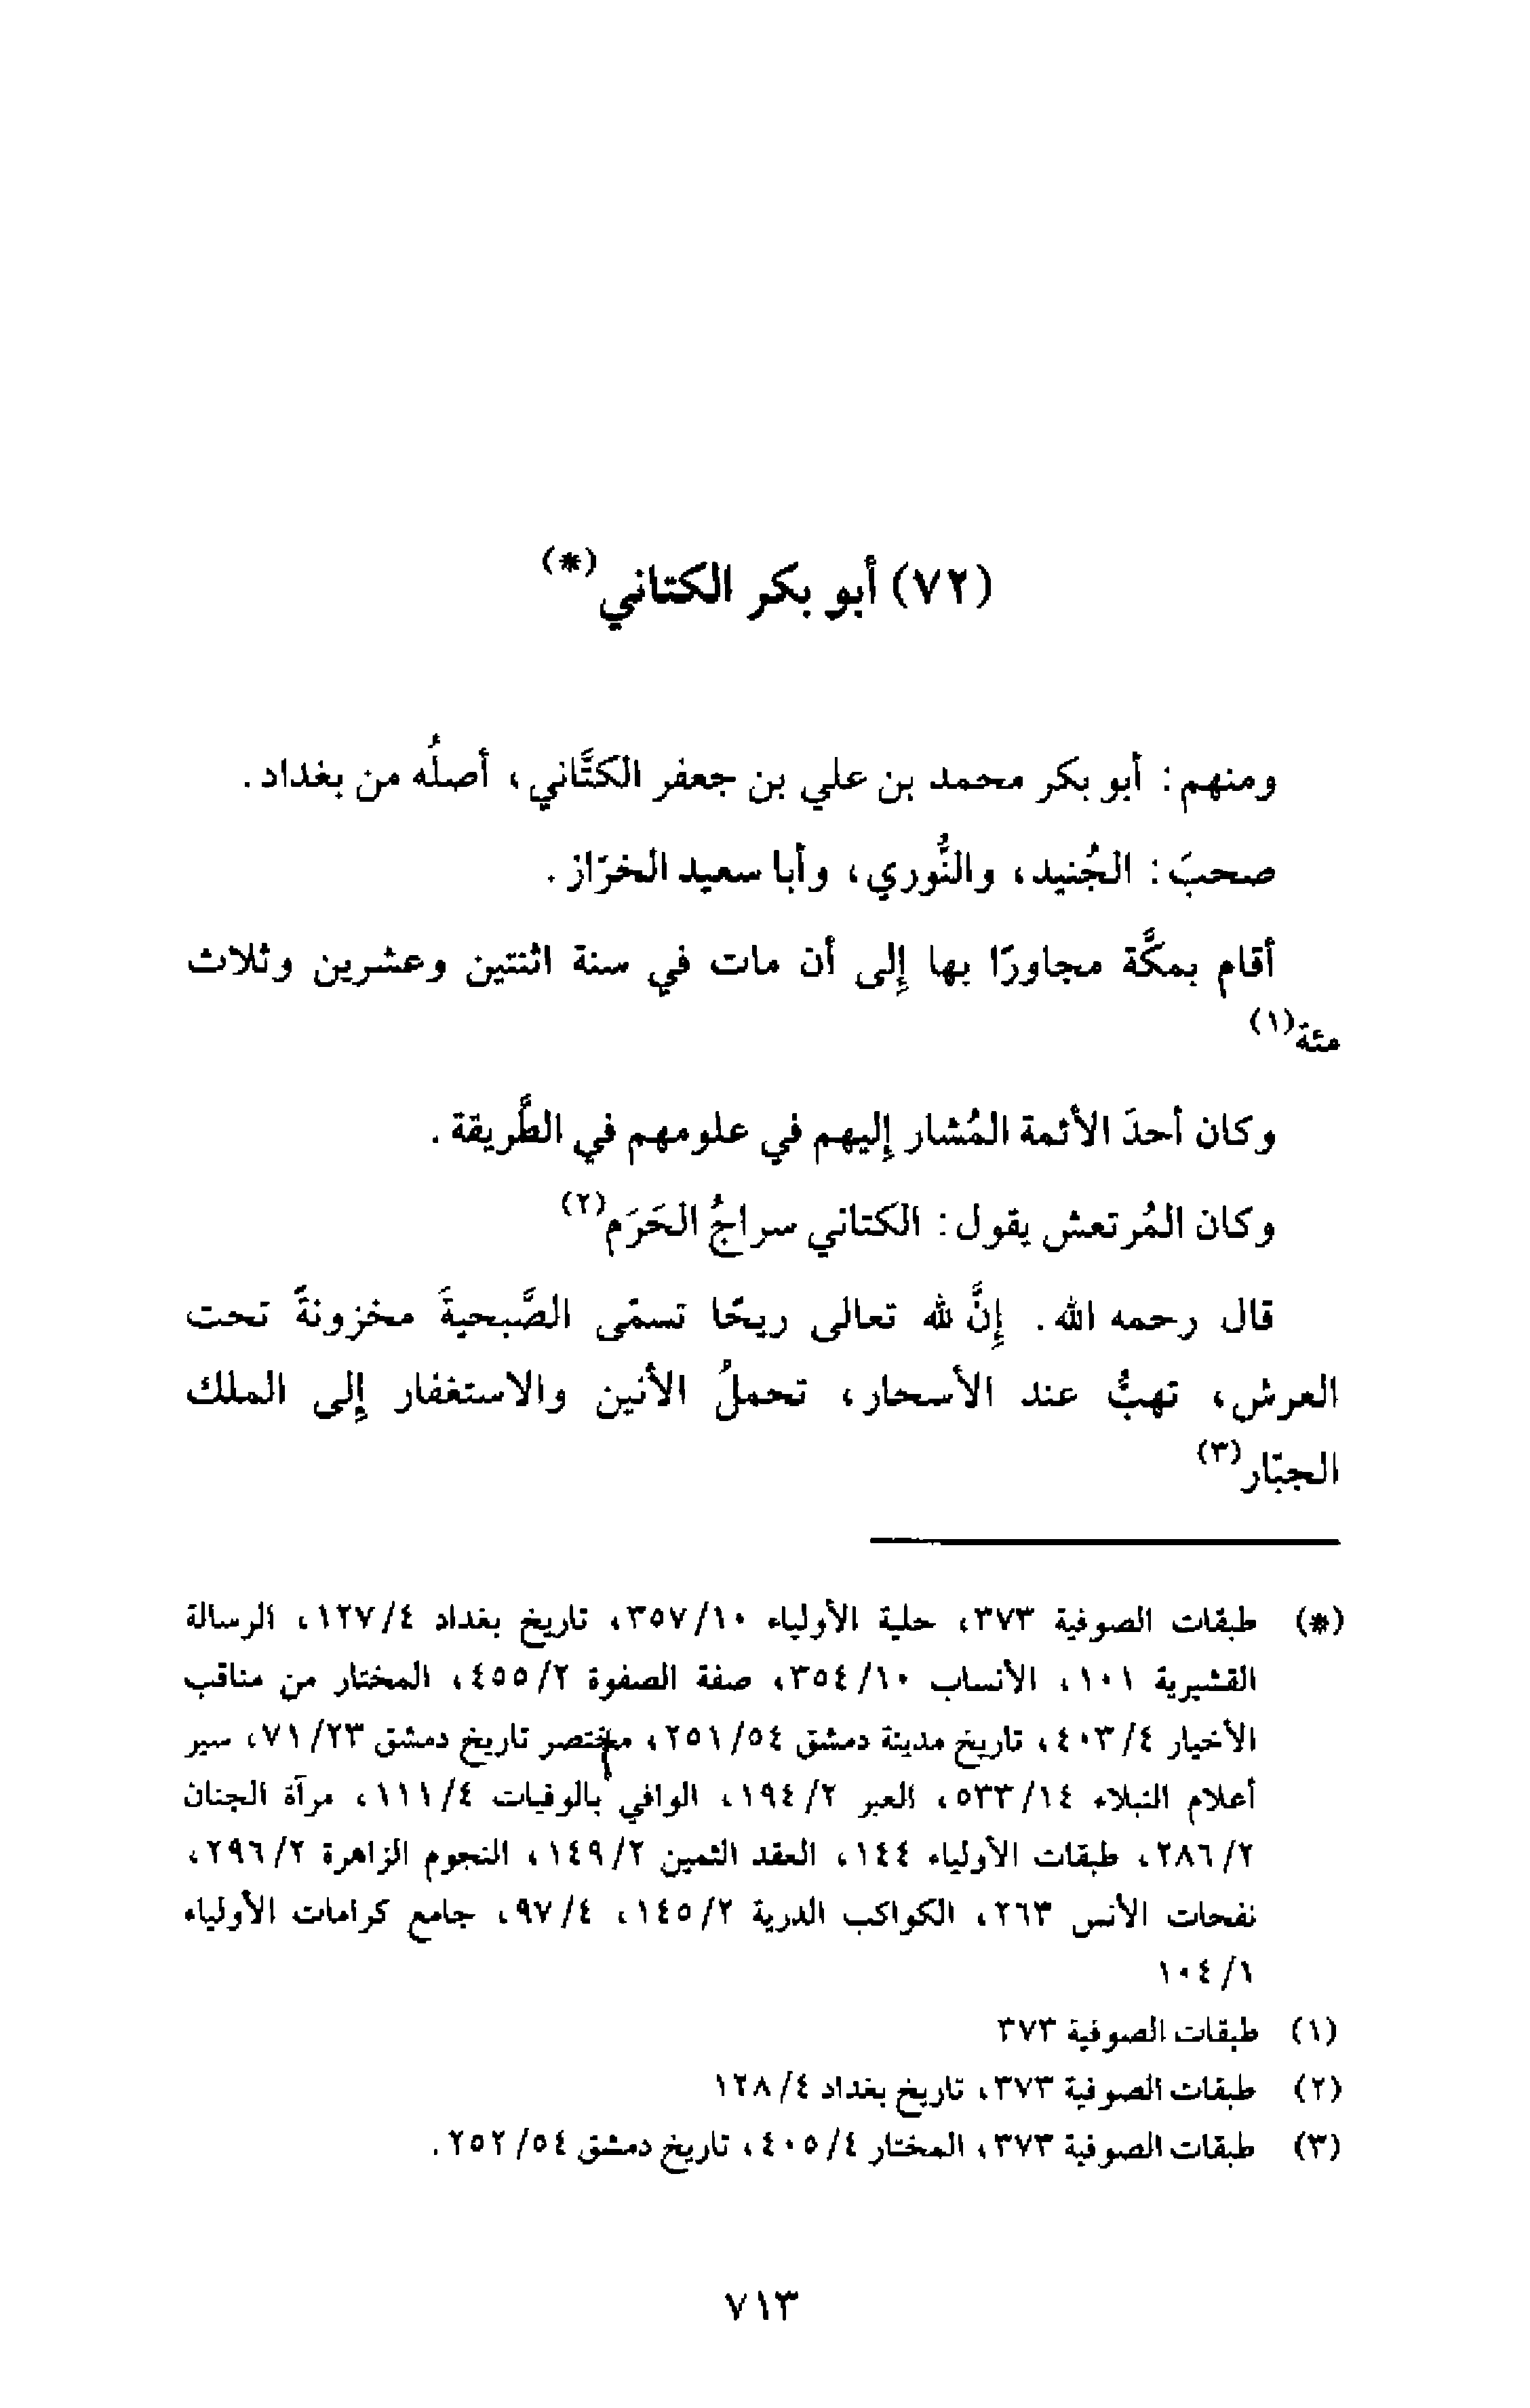 (٧٢) أبو بكر الكتاني(*)
ومنهم: أبو بكر محمد بن علي بن جعفر الكتَّاني، أصلُه من بغداد.
صحبَ: الجُنيد، والنُّوري، وأبا سعيد الخرّاز.
أقام بمكَّة مجاورًا بها إلى أن مات في سنة اثنتين وعشرين وثلاث
مئة(١)
وكان أحدَ الأئمة المُشار إليهم في علومهم في الطَّريقة.
وكان المُرتعش يقول: الكتاني سراجُ الحَرَم(٢)
قال رحمه الله. إنَّ لله تعالى ريحًا تسمّى الصَّبحيةَ مخزونةً تحت
العرش، تهبُّ عند الأسحار، تحملُ الأنين والاستغفار إلى الملك
الجبّار(٣)
(*) طبقات الصوفية ٣٧٣، حلية الأولياء ١٠/٣٥٧، تاريخ بغداد ٤/١٢٧، الرسالة
القشيرية ١٠١، الأنساب ١٠/٣٥٤، صفة الصفوة ٢/٤٥٥، المختار من مناقب
الأخيار ٤/٤٠٣، تاريخ مدينة دمشق ٥٤/٢٥١، مختصر تاريخ دمشق ٢٣/٧١، سير
أعلام النبلاء ١٤/٥٣٣، العبر ٢/١٩٤، الوافي بالوفيات ٤/١١١، مرآة الجنان
٢/٢٨٦، طبقات الأولياء ١٤٤، العقد الثمين ٢/١٤٩، النجوم الزاهرة ٢/٢٩٦،
نفحات الأنس ٢٦٣، الكواكب الدرية ٢/١٤٥، ٤/٩٧، جامع كرامات الأولياء
١/١٠٤
(١) طبقات الصوفية ٣٧٣
(٢) طبقات الصوفية ٣٧٣، تاريخ بغداد ٤/١٢٨
(٣) طبقات الصوفية ٣٧٣، المختار ٤/٤٠٥، تاريخ دمشق ٥٤/٢٥٢.
٧١٣